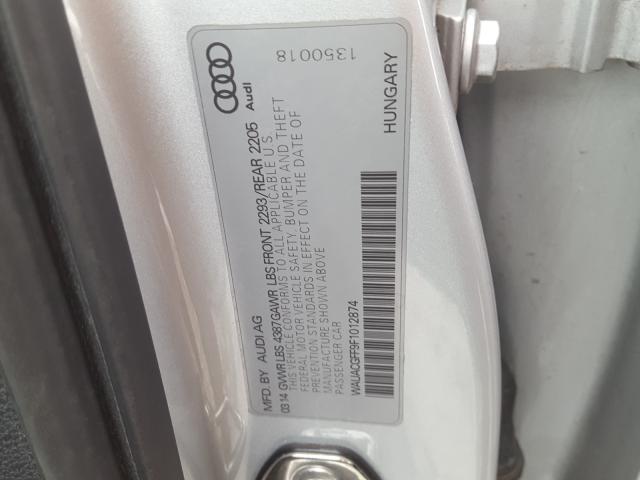 MFD. BY AUDI AG
Audi
03.14 GVWR LBS 4387 GAWR LBS FRONT 2293/REAR 2205
THIS VEHICLE CONFORMS TO ALL APPLICABLE U.S.
FEDERAL MOTOR VEHICLE SAFETY, BUMPER AND THEFT
PREVENTION STANDARDS IN EFFECT ON THE DATE OF
MANUFACTURE SHOWN ABOVE
PASSENGER CAR
WAUACGFF9F1012874
HUNGARY
1350018